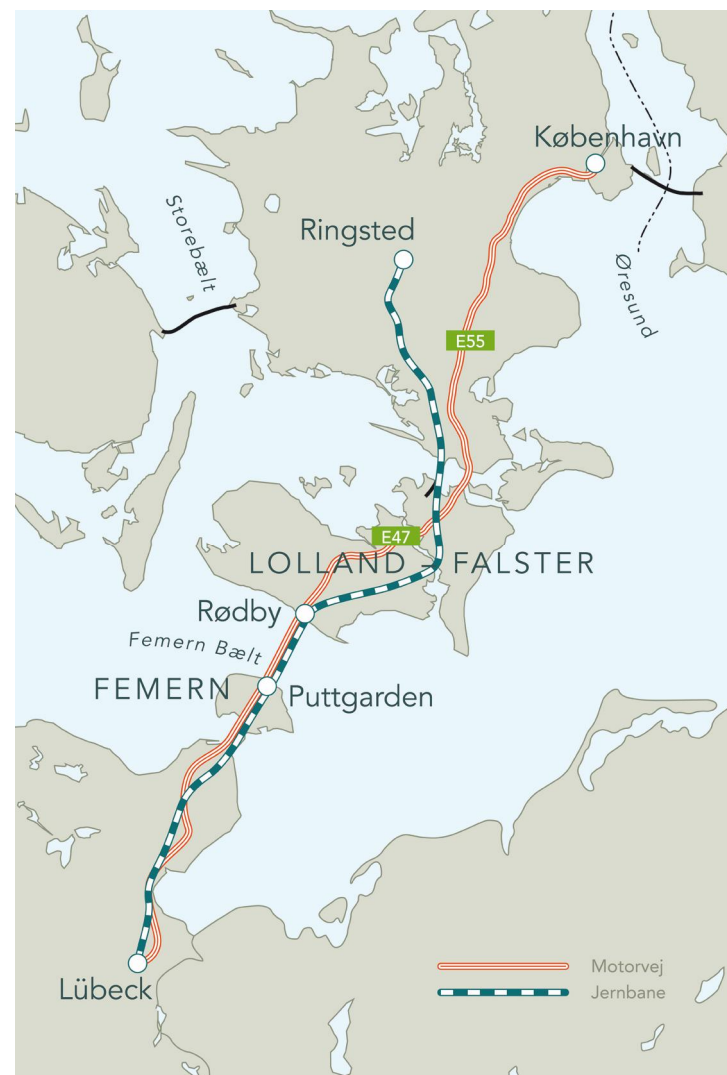 København
Storebælt
Ringsted
Øresund
E55
E47
LOLLAND – FALSTER
Rødby
Femern Bælt
FEMERN
Puttgarden
Motorvej
Lübeck
Jernbane